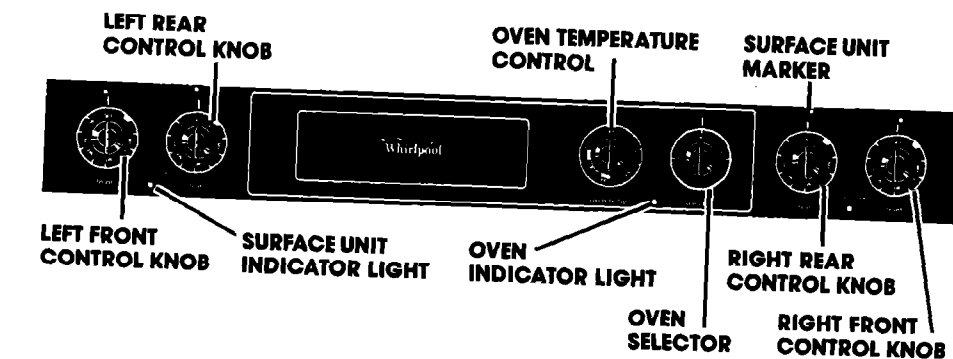 LEFT REAR
CONTROL KNOB
OVEN TEMPERATURE
CONTROL
SURFACE UNIT
MARKER
Whirlpool
LEFT FRONT
CONTROL KNOB
SURFACE UNIT
INDICATOR LIGHT
OVEN
INDICATOR LIGHT
OVEN
SELECTOR
RIGHT REAR
CONTROL KNOB
RIGHT FRONT
CONTROL KNOB